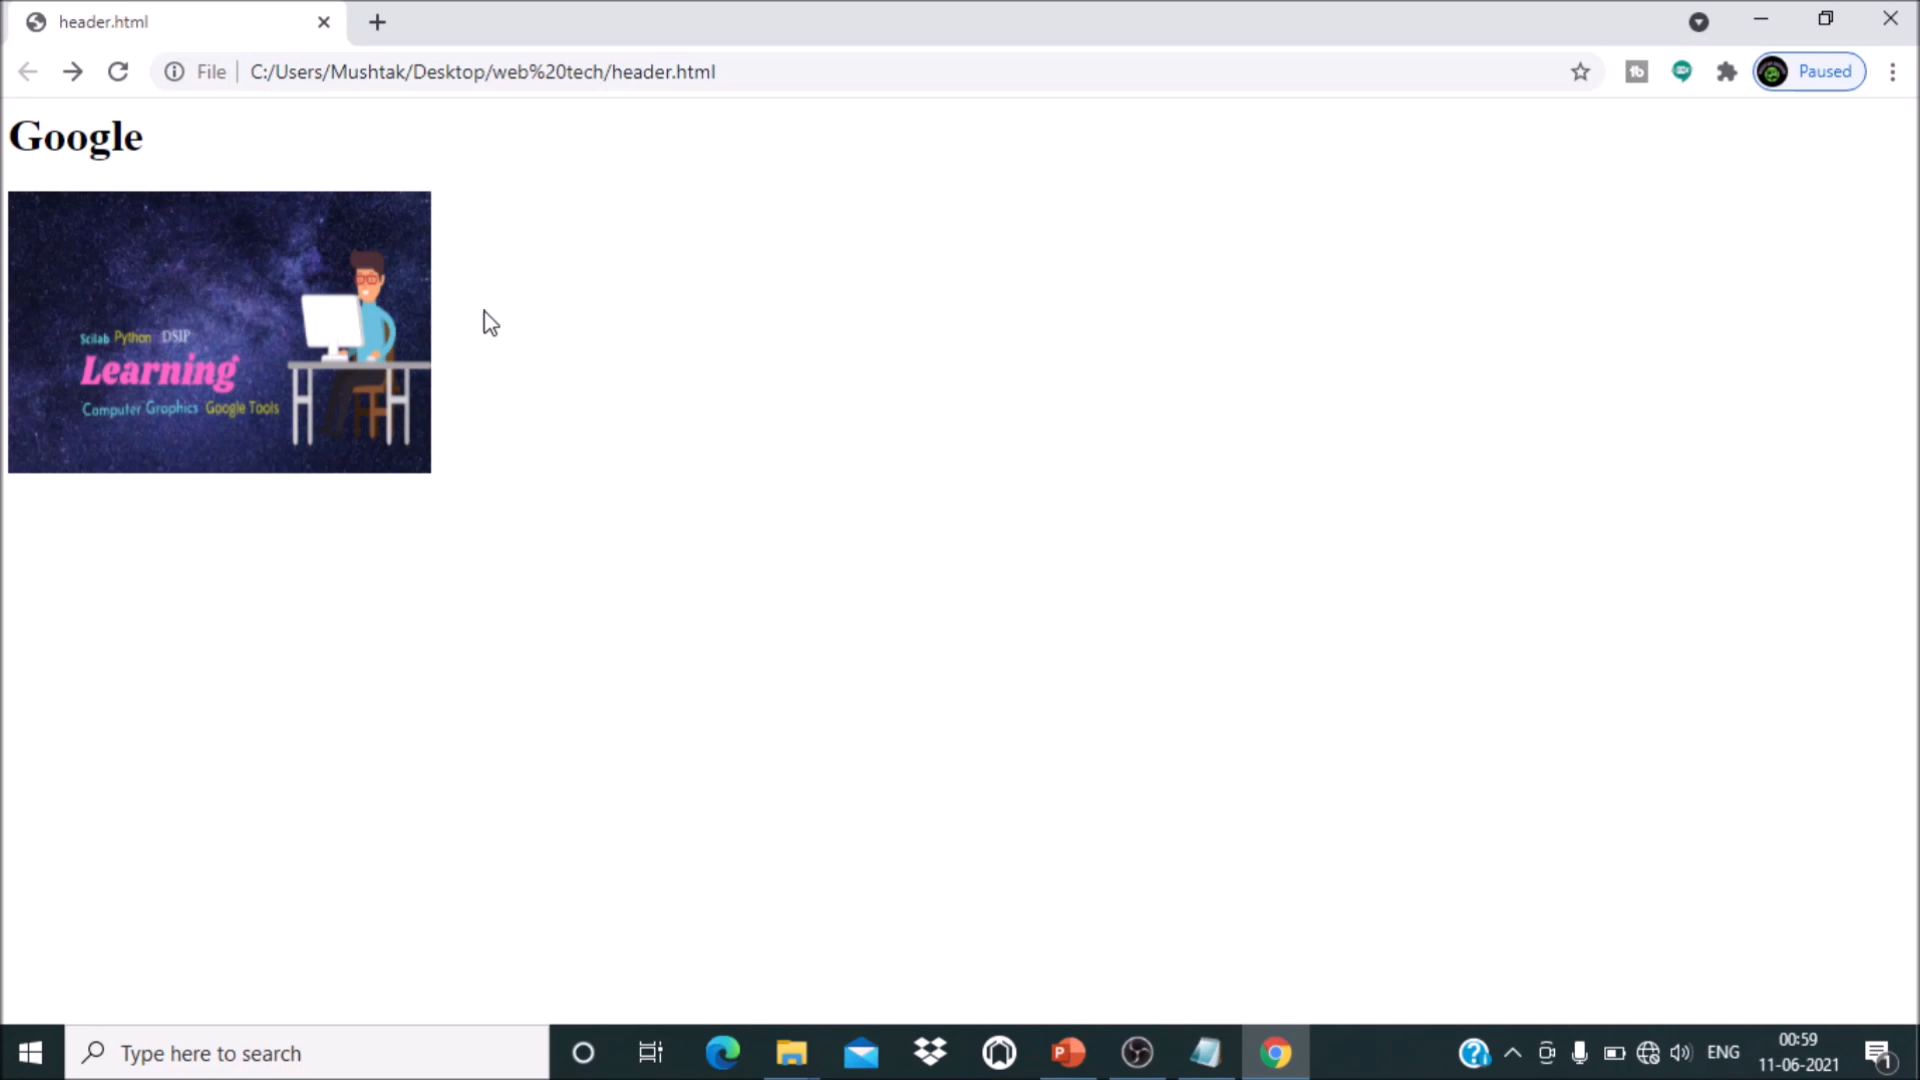 header.html
File
C:/Users/Mushtak/Desktop/web%20tech/header.html
Paused
Google
Scilab Python DSIP
Learning
Computer Graphics Google Tools
Type here to search
ENG
00:59
11-06-2021
1